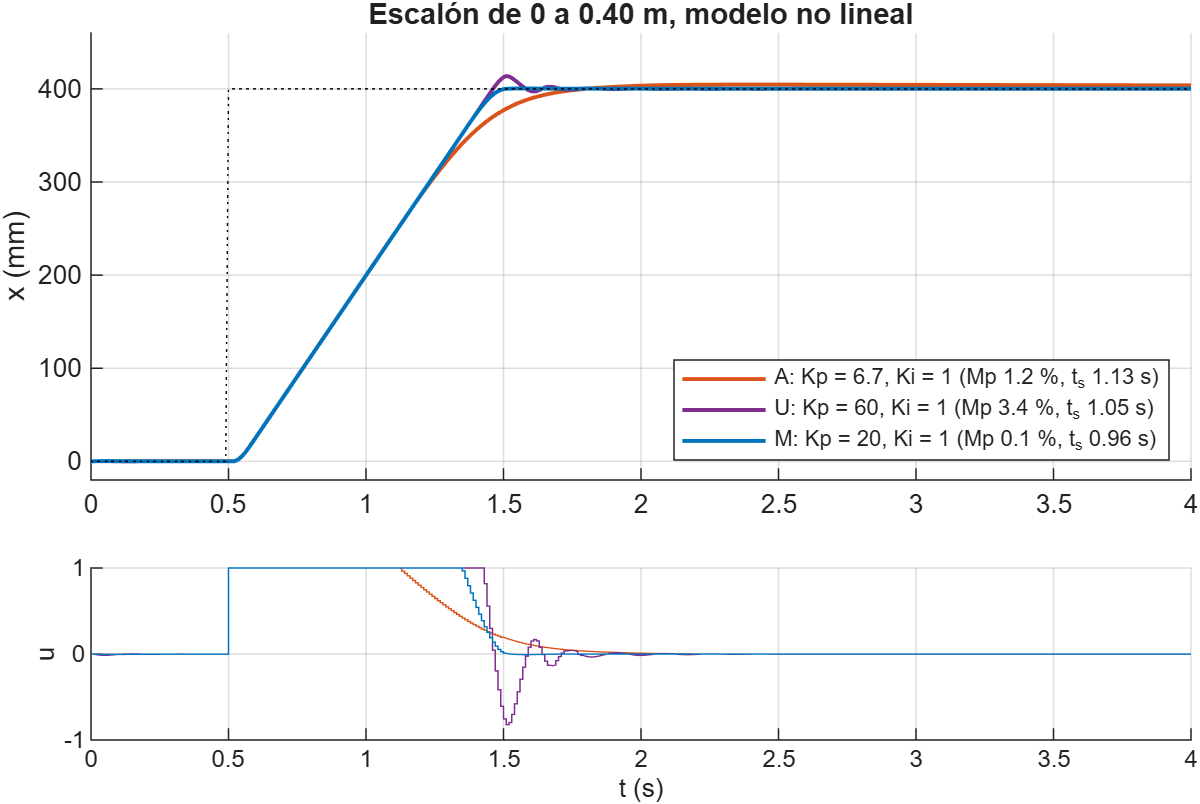 Escalón de 0 a 0.40 m, modelo no lineal
400
300
200
100
0
x (mm)
A: Kp = 6.7, Ki = 1 (Mp 1.2 %, ts 1.13 s)
U: Kp = 60, Ki = 1 (Mp 3.4 %, ts 1.05 s)
M: Kp = 20, Ki = 1 (Mp 0.1 %, ts 0.96 s)
0 0.5 1 1.5 2 2.5 3 3.5 4
1
0
-1
u
0 0.5 1 1.5 2 2.5 3 3.5 4
t (s)